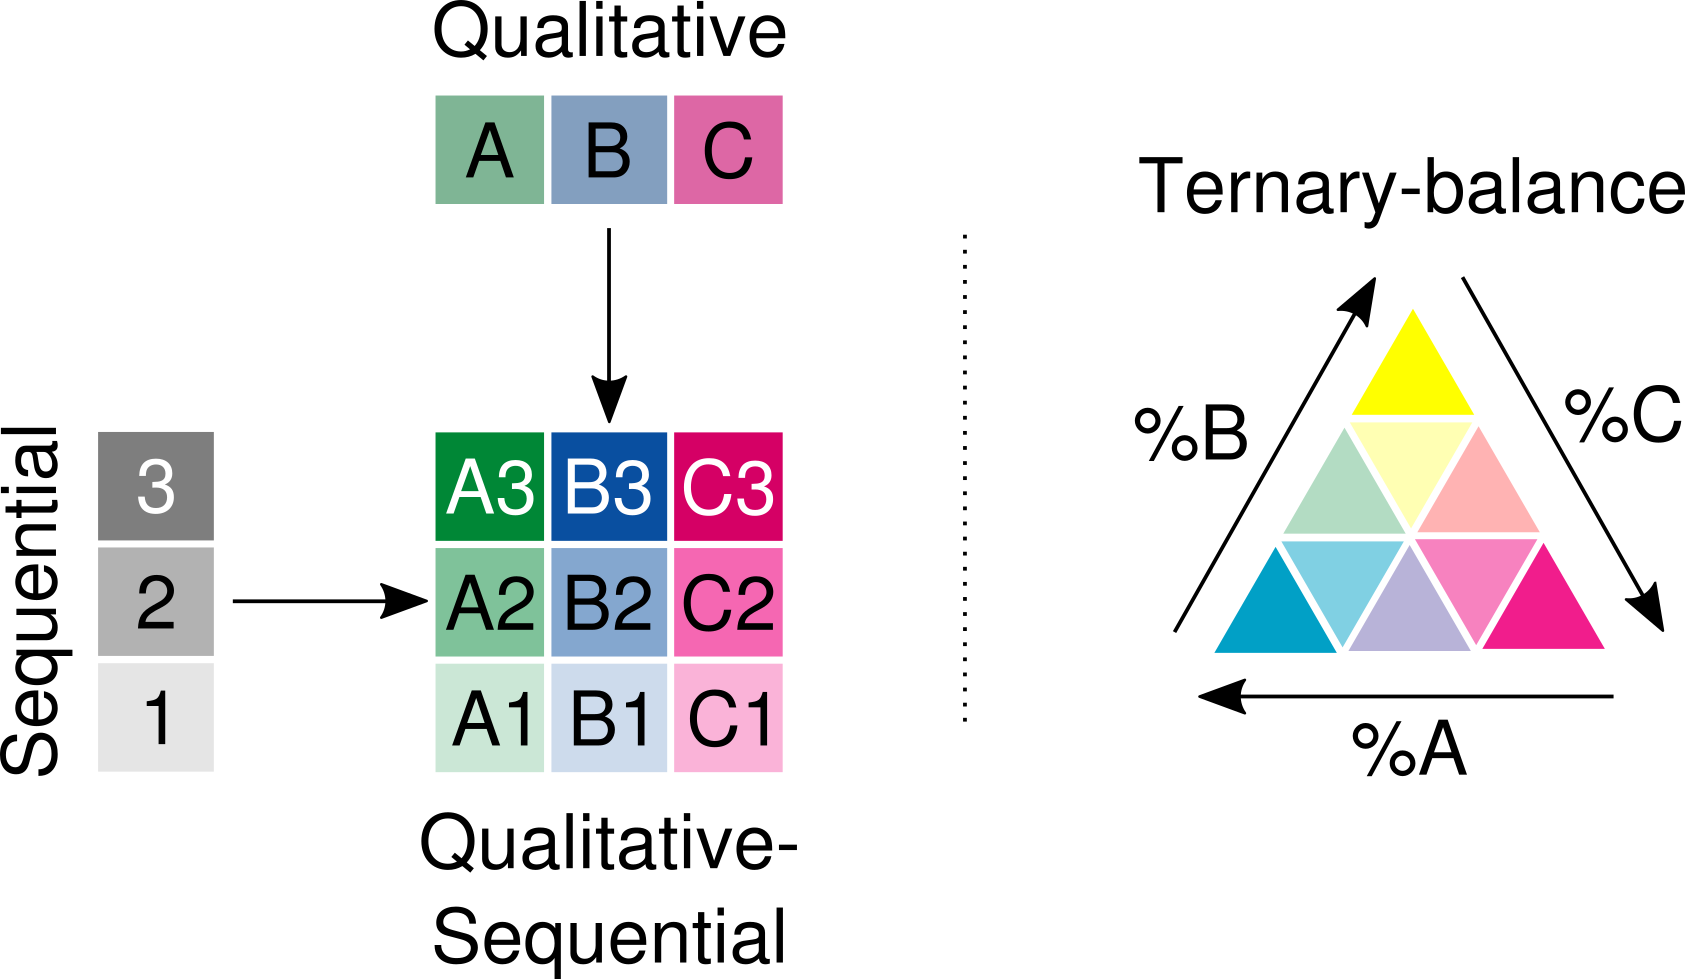 Qualitative
A B C
Sequential
3
2
1
A3 B3 C3
A2 B2 C2
A1 B1 C1
Qualitative-
Sequential
Ternary-balance
%B
%C
%A